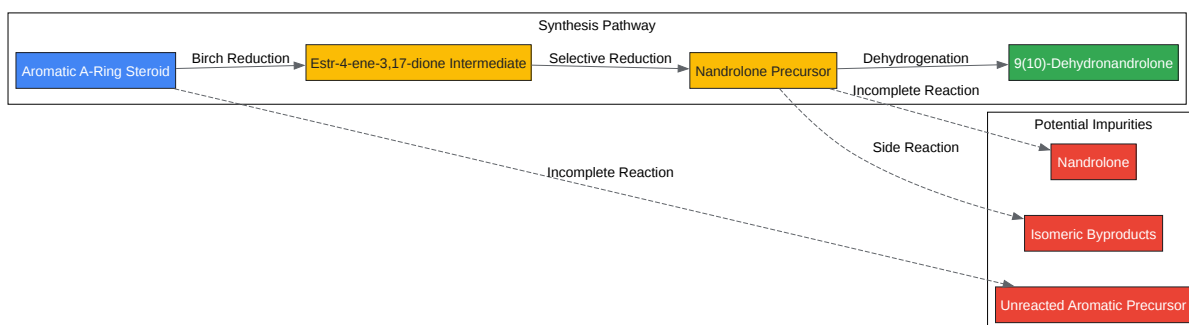 Synthesis Pathway
Aromatic A-Ring Steroid
Birch Reduction
Estr-4-ene-3,17-dione Intermediate
Selective Reduction
Nandrolone Precursor
Dehydrogenation
9(10)-Dehydronandrolone
Incomplete Reaction
Potential Impurities
Side Reaction
Nandrolone
Incomplete Reaction
Isomeric Byproducts
Unreacted Aromatic Precursor